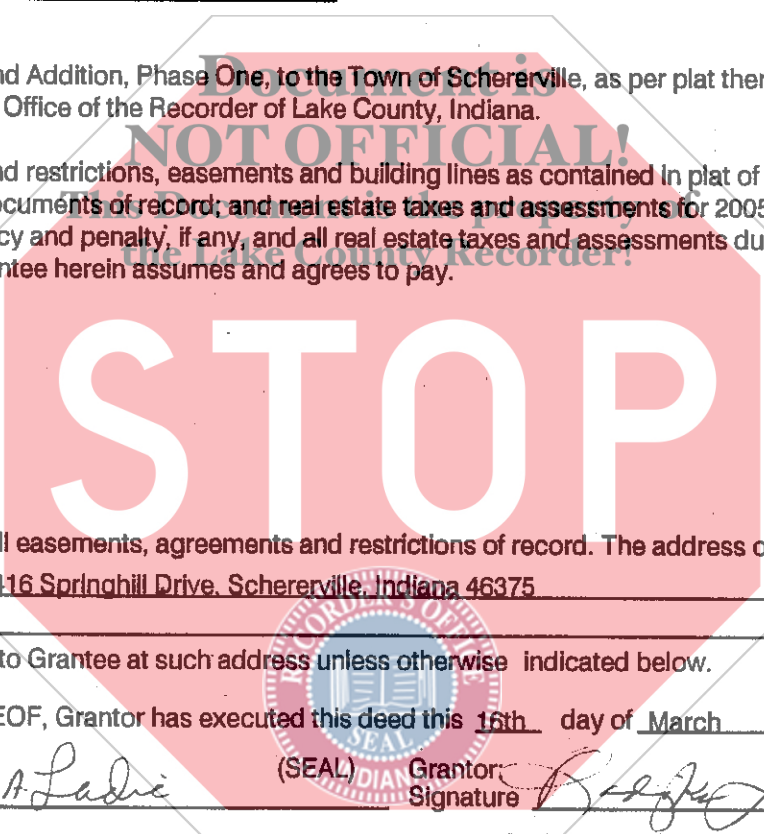 nd Addition, Phase One, to the Town of Schererville, as per plat ther
Office of the Recorder of Lake County, Indiana.
nd restrictions, easements and building lines as contained in plat of
ocuments of record; and real estate taxes and assessments for 2005
cy and penalty, if any, and all real estate taxes and assessments du
ntee herein assumes and agrees to pay.
Document is
NOT OFFICIAL!
This Document is the property of
the Lake County Recorder!
STOP
ll easements, agreements and restrictions of record. The address o
16 Springhill Drive, Schererville, Indiana 46375
to Grantee at such address unless otherwise indicated below.
EOF, Grantor has executed this deed this 16th day of March
A. Ladic (SEAL) Grantor:
Signature
RECORDER'S OFFICE
SEAL
INDIANA